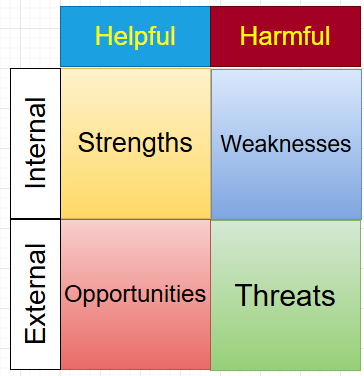 Helpful
Harmful
Internal
Strengths
Weaknesses
External
Opportunities
Threats